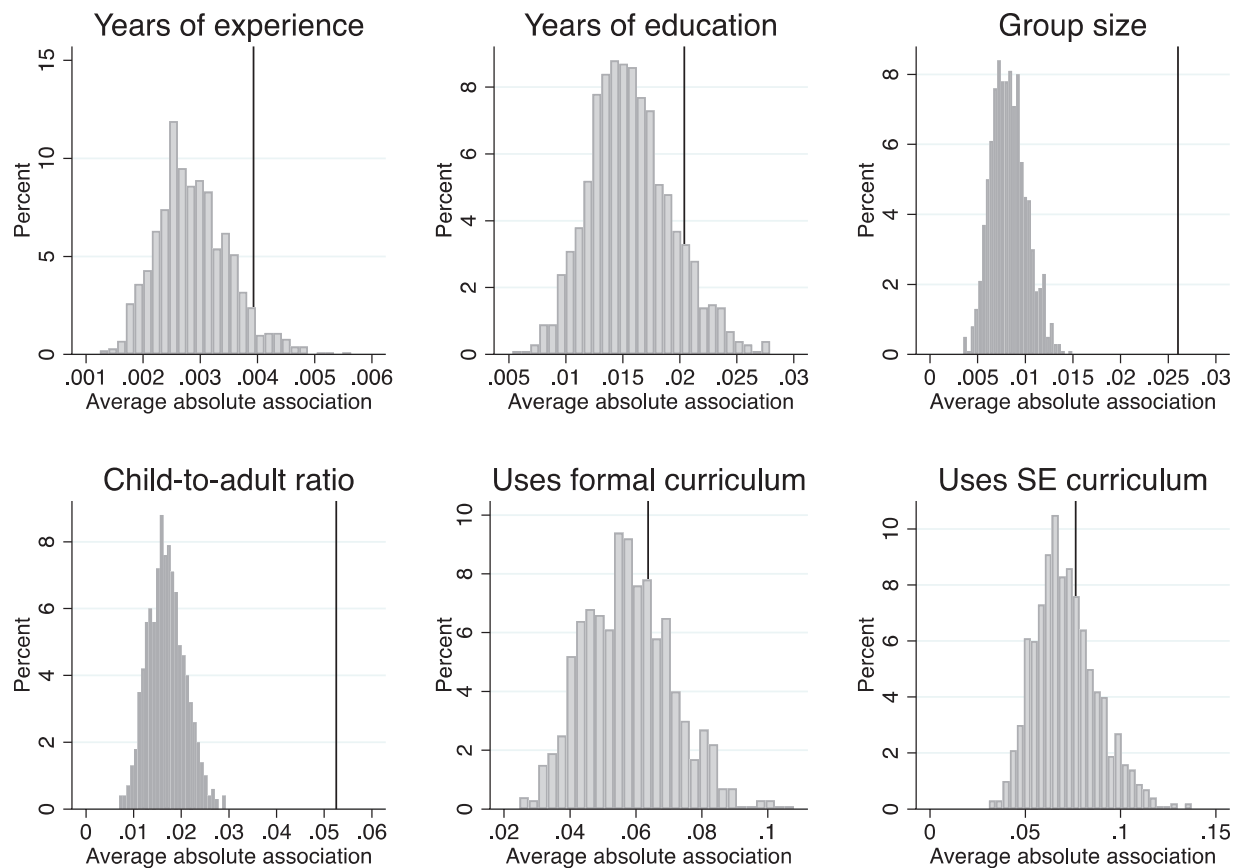 Years of experience
Percent
15
10
5
0
.001 .002 .003 .004 .005 .006
Average absolute association
Years of education
Percent
8
6
4
2
0
.005 .01 .015 .02 .025 .03
Average absolute association
Group size
Percent
8
6
4
2
0
0 .005 .01 .015 .02 .025 .03
Average absolute association
Child-to-adult ratio
Percent
8
6
4
2
0
0 .01 .02 .03 .04 .05 .06
Average absolute association
Uses formal curriculum
Percent
10
8
6
4
2
0
.02 .04 .06 .08 .1
Average absolute association
Uses SE curriculum
Percent
10
8
6
4
2
0
0 .05 .1 .15
Average absolute association